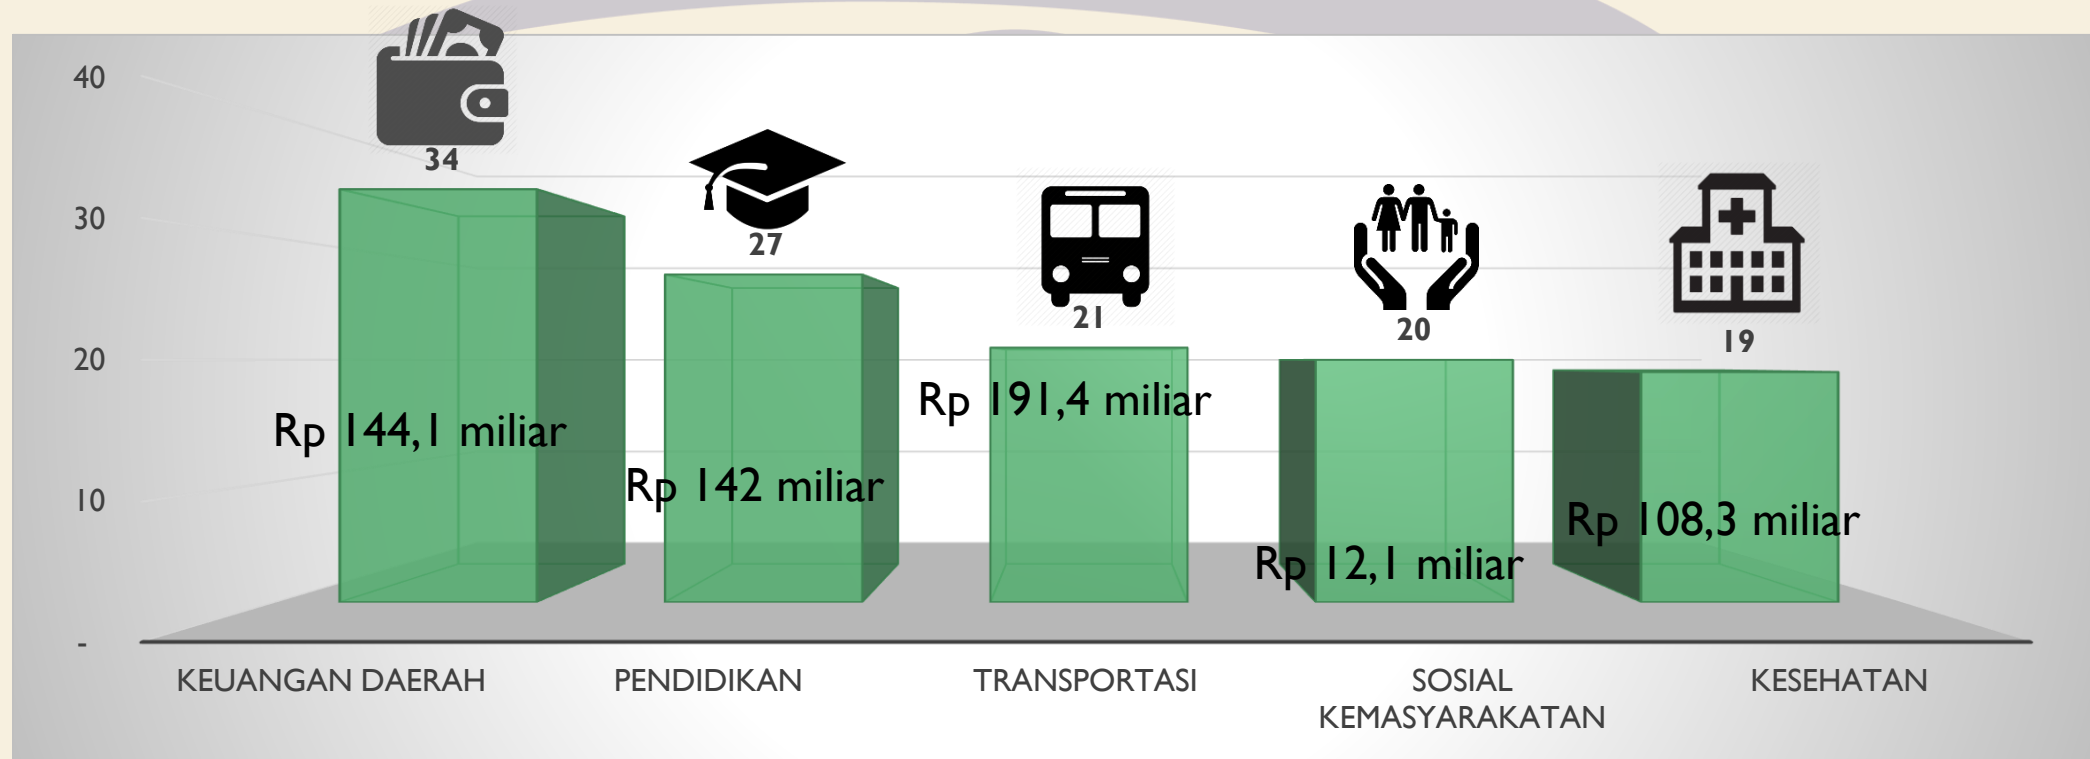 40
30
20
10
-
34
27
21
20
19
Rp 144,1 miliar
Rp 142 miliar
Rp 191,4 miliar
Rp 12,1 miliar
Rp 108,3 miliar
KEUANGAN DAERAH
PENDIDIKAN
TRANSPORTASI
SOSIAL
KEMASYARAKATAN
KESEHATAN